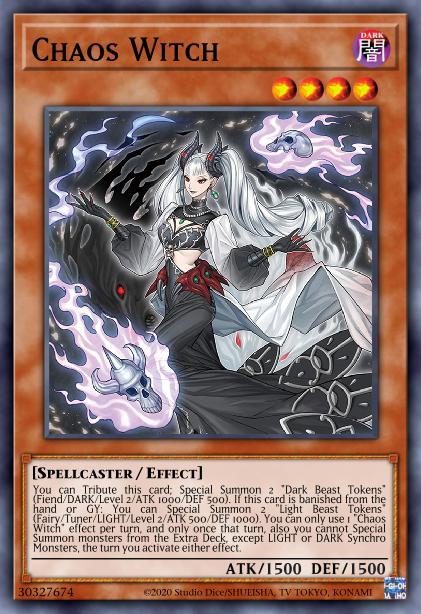 Chaos Witch
DARK
闇
[Spellcaster / Effect]
You can Tribute this card; Special Summon 2 "Dark Beast Tokens"
(Fiend/DARK/Level 2/ATK 1000/DEF 500). If this card is banished from the
hand or GY: You can Special Summon 2 "Light Beast Tokens"
(Fairy/Tuner/LIGHT/Level 2/ATK 500/DEF 1000). You can only use 1 "Chaos
Witch" effect per turn, and only once that turn, also you cannot Special
Summon monsters from the Extra Deck, except LIGHT or DARK Synchro
Monsters, the turn you activate either effect.
ATK/1500 DEF/1500
30327674
©2020 Studio Dice/SHUEISHA, TV TOKYO, KONAMI